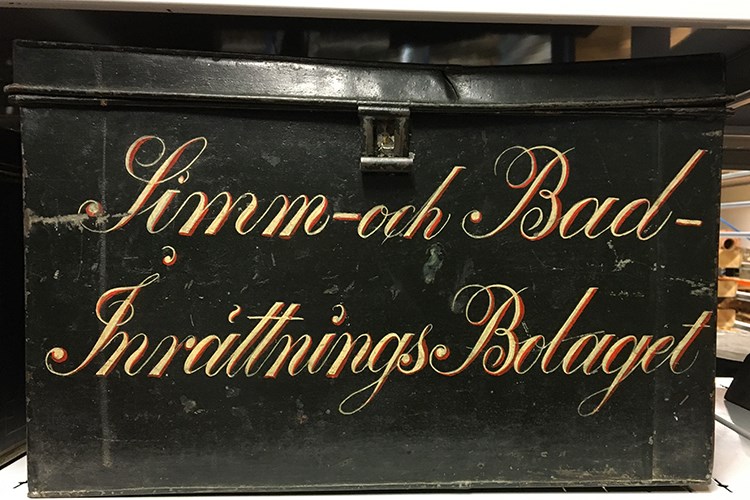 Simm-och Bad-
Inrättnings Bolaget